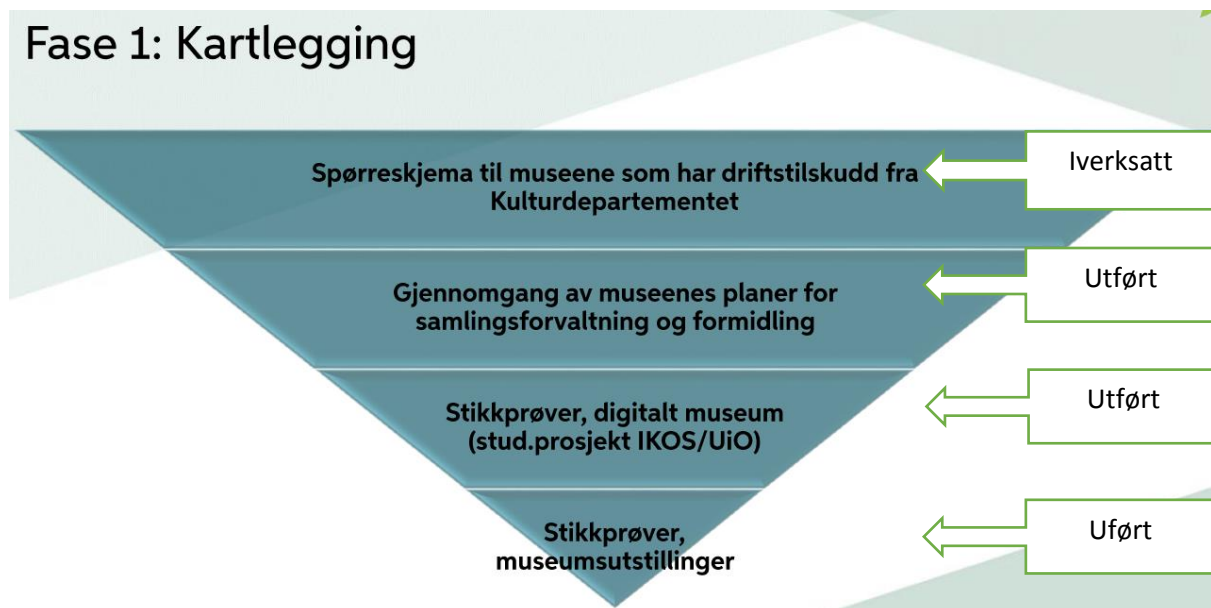 Fase 1: Kartlegging
Spørreskjema til museene som har driftstilskudd fra
Kulturdepartementet
Iverksatt
Gjennomgang av museenes planer for
samlingsforvaltning og formidling
Utført
Stikkprøver, digitalt museum
(stud.prosjekt IKOS/UiO)
Utført
Stikkprøver,
museumsutstillinger
Uført